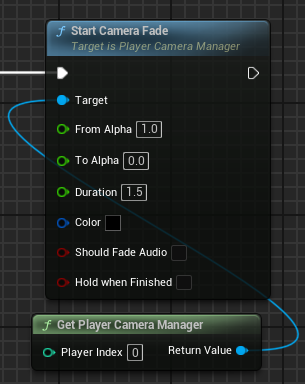 f Start Camera Fade
Target is Player Camera Manager
Target
From Alpha 1.0
To Alpha 0.0
Duration 1.5
Color
Should Fade Audio
Hold when Finished
f Get Player Camera Manager
Player Index 0 Return Value